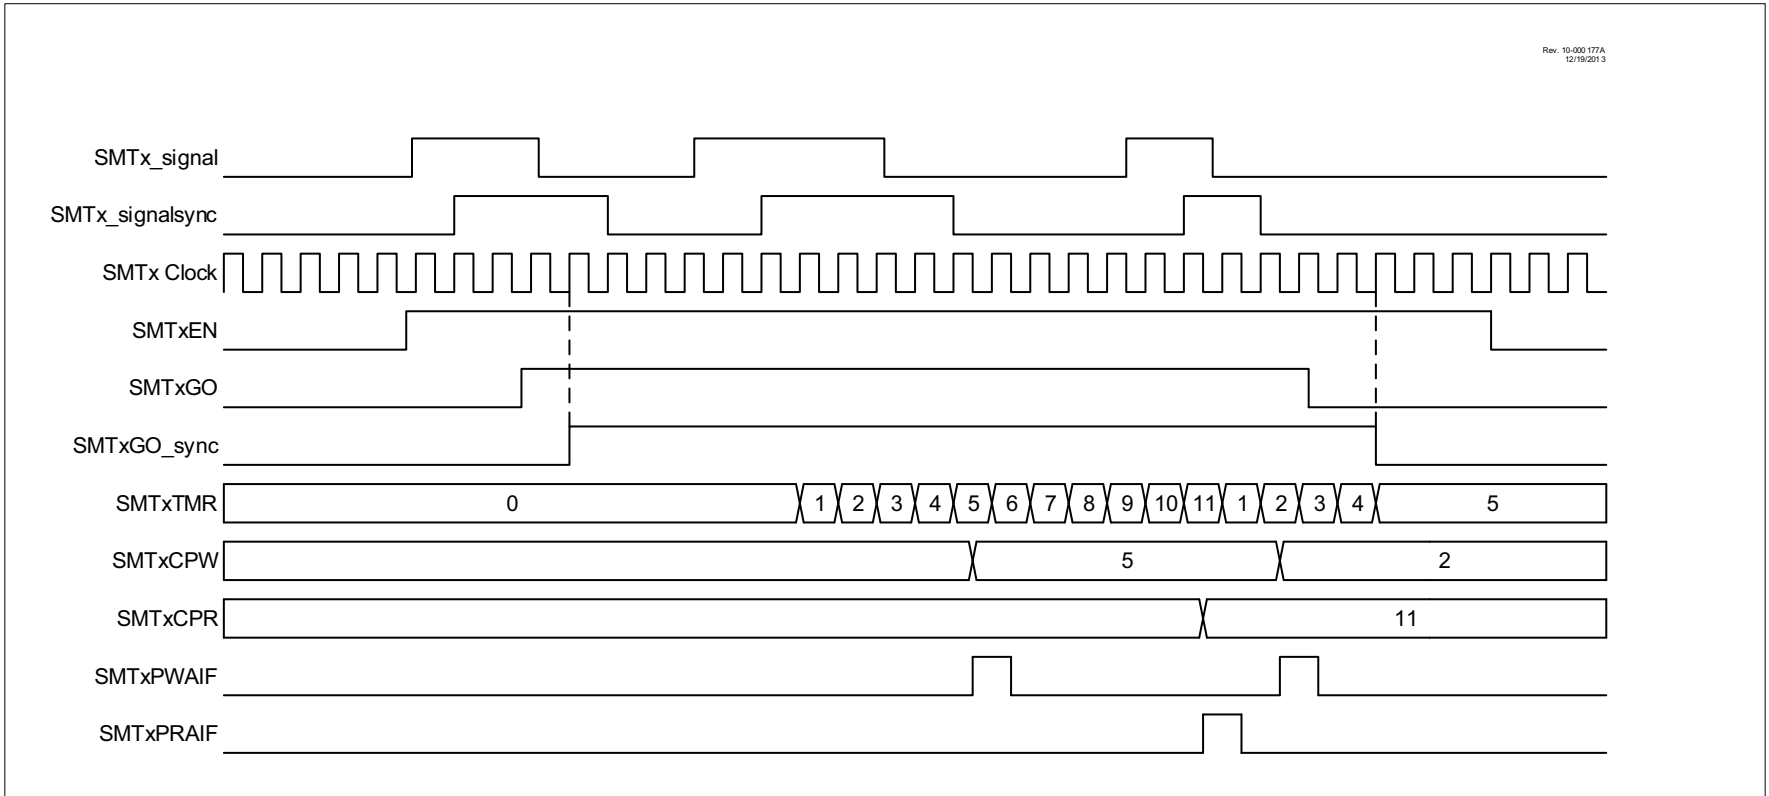 Rev. 10-000 177A
12/19/201 3
SMTx_signal
SMTx_signalsync
SMTx Clock
SMTxEN
SMTxGO
SMTxGO_sync
SMTxTMR 0 1 2 3 4 5 6 7 8 9 10 11 1 2 3 4 5
SMTxCPW 5 2
SMTxCPR 11
SMTxPWAIF
SMTxPRAIF